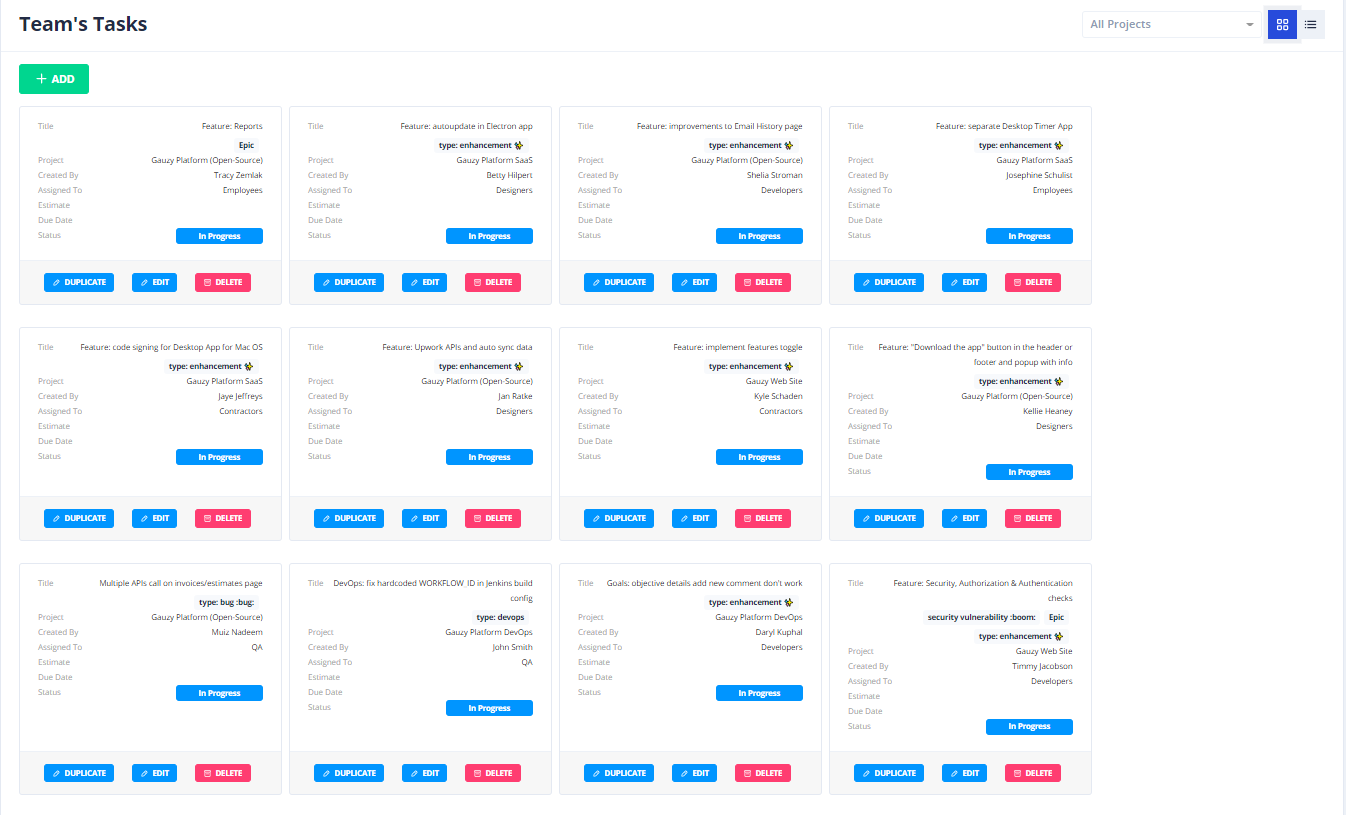 Team's Tasks
All Projects
ADD
Title Feature: Reports
Epic
Project Gauzy Platform (Open-Source)
Created By Tracy Zemlak
Assigned To Employees
Estimate
Due Date
Status In Progress
DUPLICATE EDIT DELETE
Title Feature: autoupdate in Electron app
type: enhancement ✨
Project Gauzy Platform SaaS
Created By Betty Hilpert
Assigned To Designers
Estimate
Due Date
Status In Progress
DUPLICATE EDIT DELETE
Title Feature: improvements to Email History page
type: enhancement ✨
Project Gauzy Platform (Open-Source)
Created By Shelia Stroman
Assigned To Developers
Estimate
Due Date
Status In Progress
DUPLICATE EDIT DELETE
Title Feature: separate Desktop Timer App
type: enhancement ✨
Project Gauzy Platform SaaS
Created By Josephine Schulist
Assigned To Employees
Estimate
Due Date
Status In Progress
DUPLICATE EDIT DELETE
Title Feature: code signing for Desktop App for Mac OS
type: enhancement ✨
Project Gauzy Platform SaaS
Created By Jaye Jeffreys
Assigned To Contractors
Estimate
Due Date
Status In Progress
DUPLICATE EDIT DELETE
Title Feature: Upwork APIs and auto sync data
type: enhancement ✨
Project Gauzy Platform (Open-Source)
Created By Jan Ratke
Assigned To Designers
Estimate
Due Date
Status In Progress
DUPLICATE EDIT DELETE
Title Feature: implement features toggle
type: enhancement ✨
Project Gauzy Web Site
Created By Kyle Schaden
Assigned To Contractors
Estimate
Due Date
Status In Progress
DUPLICATE EDIT DELETE
Title Feature: "Download the app" button in the header or
footer and popup with info
type: enhancement ✨
Project Gauzy Platform (Open-Source)
Created By Kellie Heaney
Assigned To Designers
Estimate
Due Date
Status In Progress
DUPLICATE EDIT DELETE
Title Multiple APIs call on invoices/estimates page
type: bug :bug:
Project Gauzy Platform (Open-Source)
Created By Muiz Nadeem
Assigned To QA
Estimate
Due Date
Status In Progress
DUPLICATE EDIT DELETE
Title DevOps: fix hardcoded WORKFLOW_ID in Jenkins build
config
type: devops
Project Gauzy Platform DevOps
Created By John Smith
Assigned To QA
Estimate
Due Date
Status In Progress
DUPLICATE EDIT DELETE
Title Goals: objective details add new comment don't work
type: enhancement ✨
Project Gauzy Platform DevOps
Created By Daryl Kuphal
Assigned To Developers
Estimate
Due Date
Status In Progress
DUPLICATE EDIT DELETE
Title Feature: Security, Authorization & Authentication
checks
security vulnerability :boom: Epic
type: enhancement ✨
Project Gauzy Web Site
Created By Timmy Jacobson
Assigned To Developers
Estimate
Due Date
Status In Progress
DUPLICATE EDIT DELETE